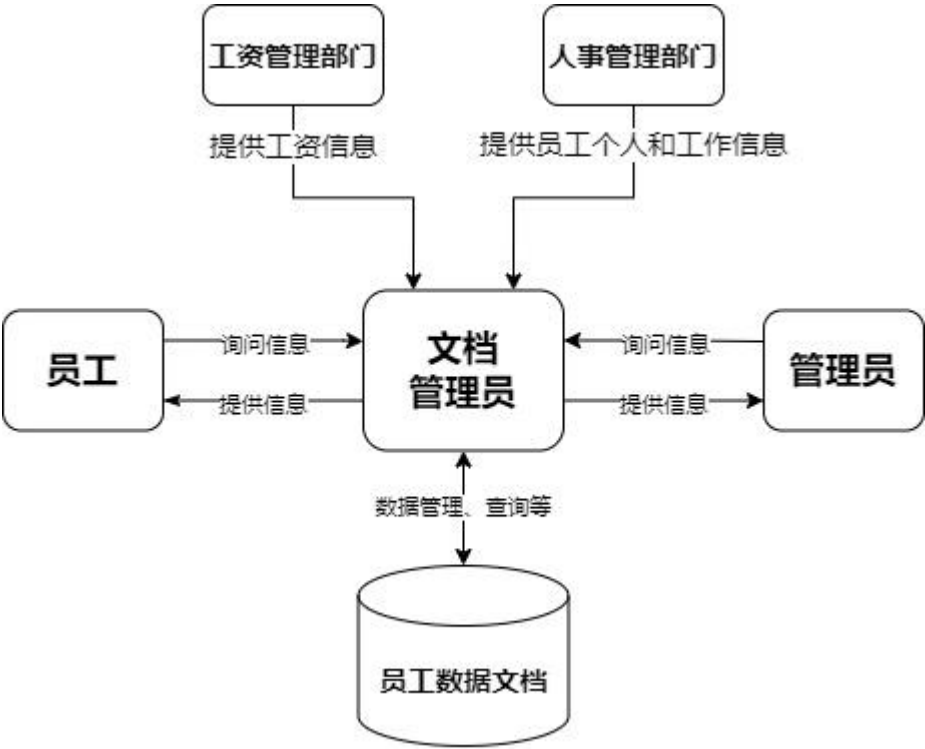 工资管理部门
人事管理部门
提供工资信息
提供员工个人和工作信息
员工
询问信息
提供信息
文档
管理员
询问信息
提供信息
管理员
数据管理、查询等
员工数据文档